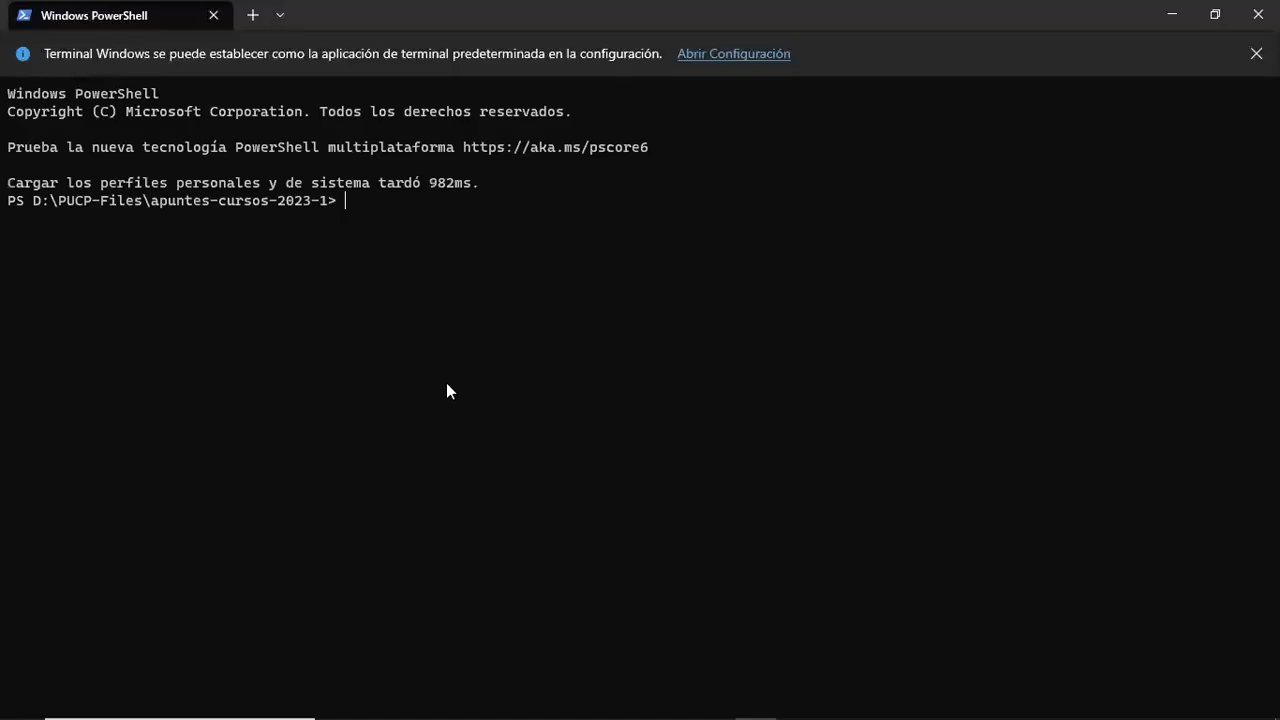 Windows PowerShell
Terminal Windows se puede establecer como la aplicación de terminal predeterminada en la configuración. Abrir Configuración
Windows PowerShell
Copyright (C) Microsoft Corporation. Todos los derechos reservados.
Prueba la nueva tecnología PowerShell multiplataforma https://aka.ms/pscore6
Cargar los perfiles personales y de sistema tardó 982ms.
PS D:\PUCP-Files\apuntes-cursos-2023-1>